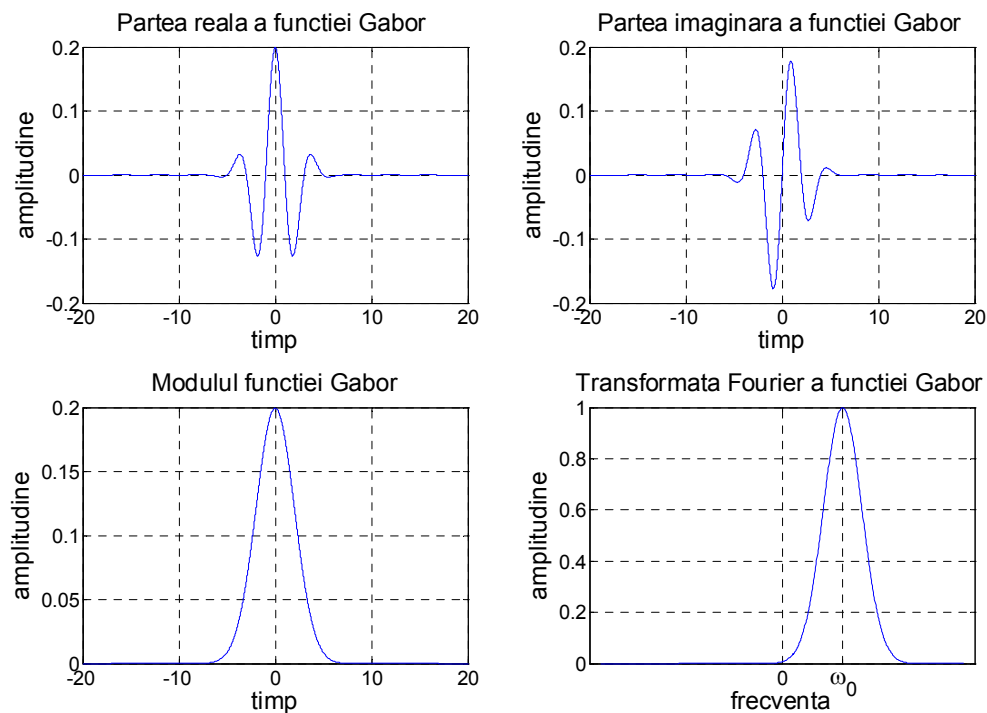 Partea reala a functiei Gabor
0.2
0.1
0
-0.1
-0.2
amplitudine
-20 -10 0 10 20
timp
Partea imaginara a functiei Gabor
0.2
0.1
0
-0.1
-0.2
amplitudine
-20 -10 0 10 20
timp
Modulul functiei Gabor
0.2
0.15
0.1
0.05
0
amplitudine
-20 -10 0 10 20
timp
Transformata Fourier a functiei Gabor
1
0.8
0.6
0.4
0.2
0
amplitudine
0 ω0
frecventa